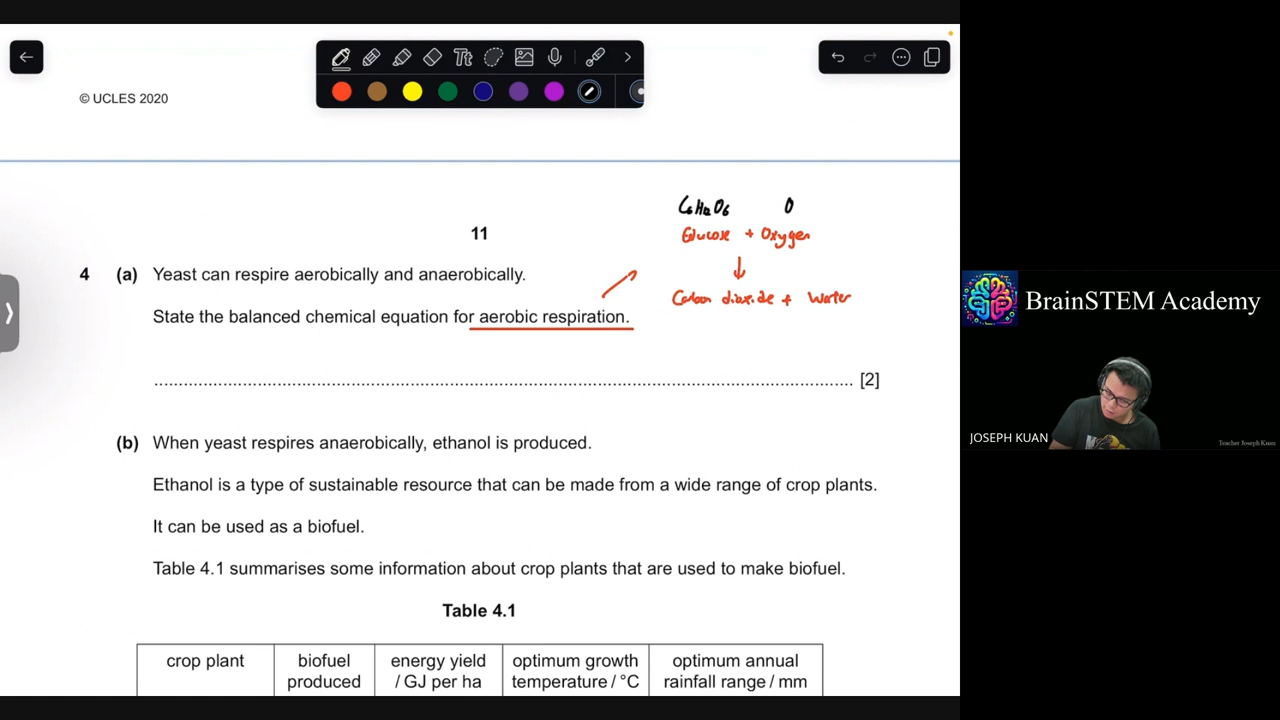 © UCLES 2020
Tt
C6H12O6 O
Glucose + Oxygen
↓
Carbon dioxide + Water
11
4 (a) Yeast can respire aerobically and anaerobically.
State the balanced chemical equation for aerobic respiration.
.......................................................................................................................... [2]
(b) When yeast respires anaerobically, ethanol is produced.
Ethanol is a type of sustainable resource that can be made from a wide range of crop plants.
It can be used as a biofuel.
Table 4.1 summarises some information about crop plants that are used to make biofuel.
Table 4.1
crop plant biofuel energy yield optimum growth optimum annual
produced / GJ per ha temperature / °C rainfall range / mm
BrainSTEM Academy
JOSEPH KUAN
Teacher Joseph Kuan